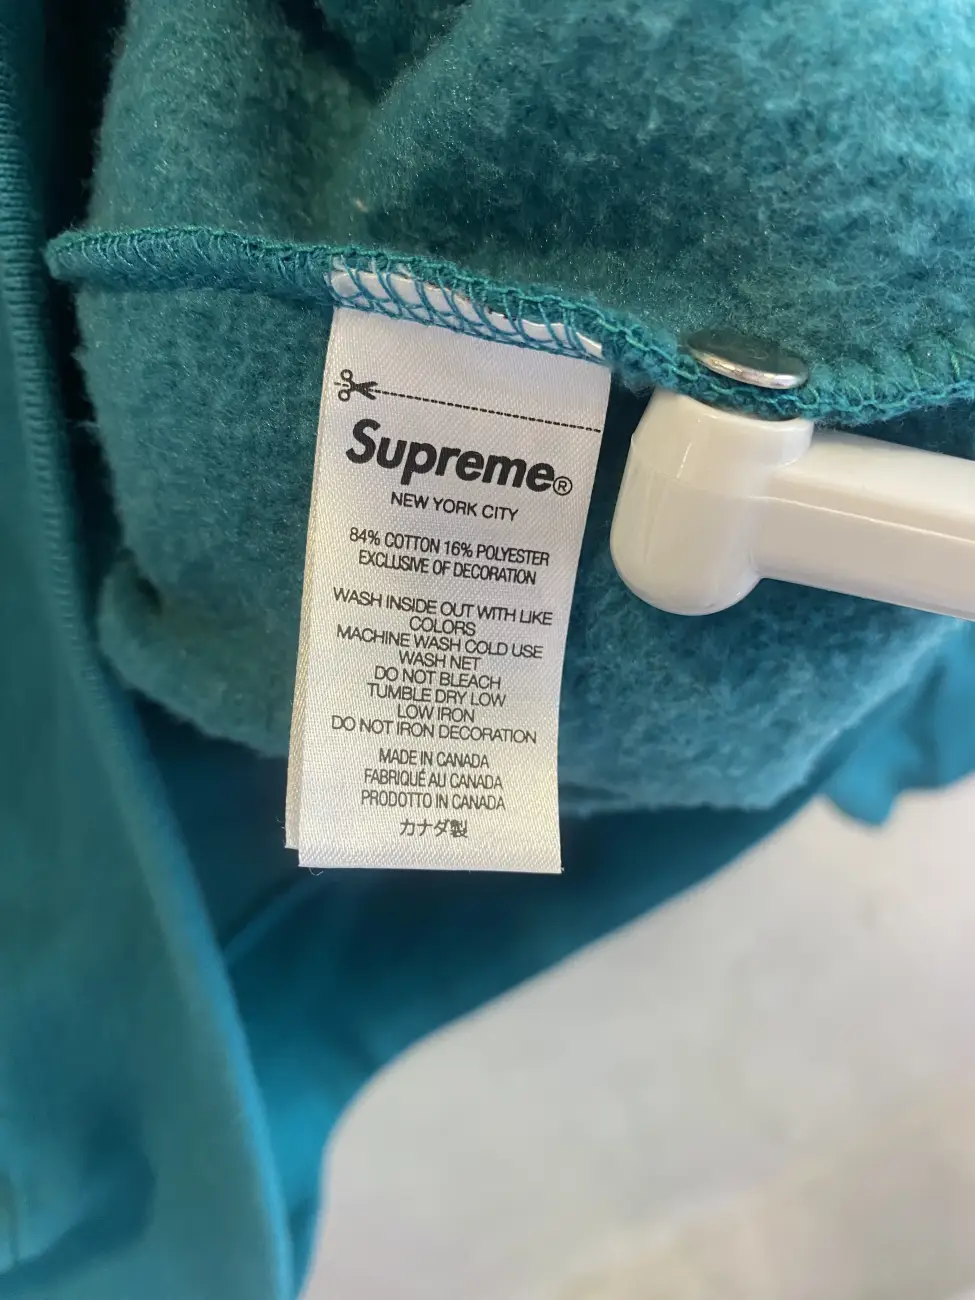 Supreme®
NEW YORK CITY
84% COTTON 16% POLYESTER
EXCLUSIVE OF DECORATION
WASH INSIDE OUT WITH LIKE
COLORS
MACHINE WASH COLD USE
WASH NET
DO NOT BLEACH
TUMBLE DRY LOW
LOW IRON
DO NOT IRON DECORATION
MADE IN CANADA
FABRIQUÉ AU CANADA
PRODOTTO IN CANADA
カナダ製